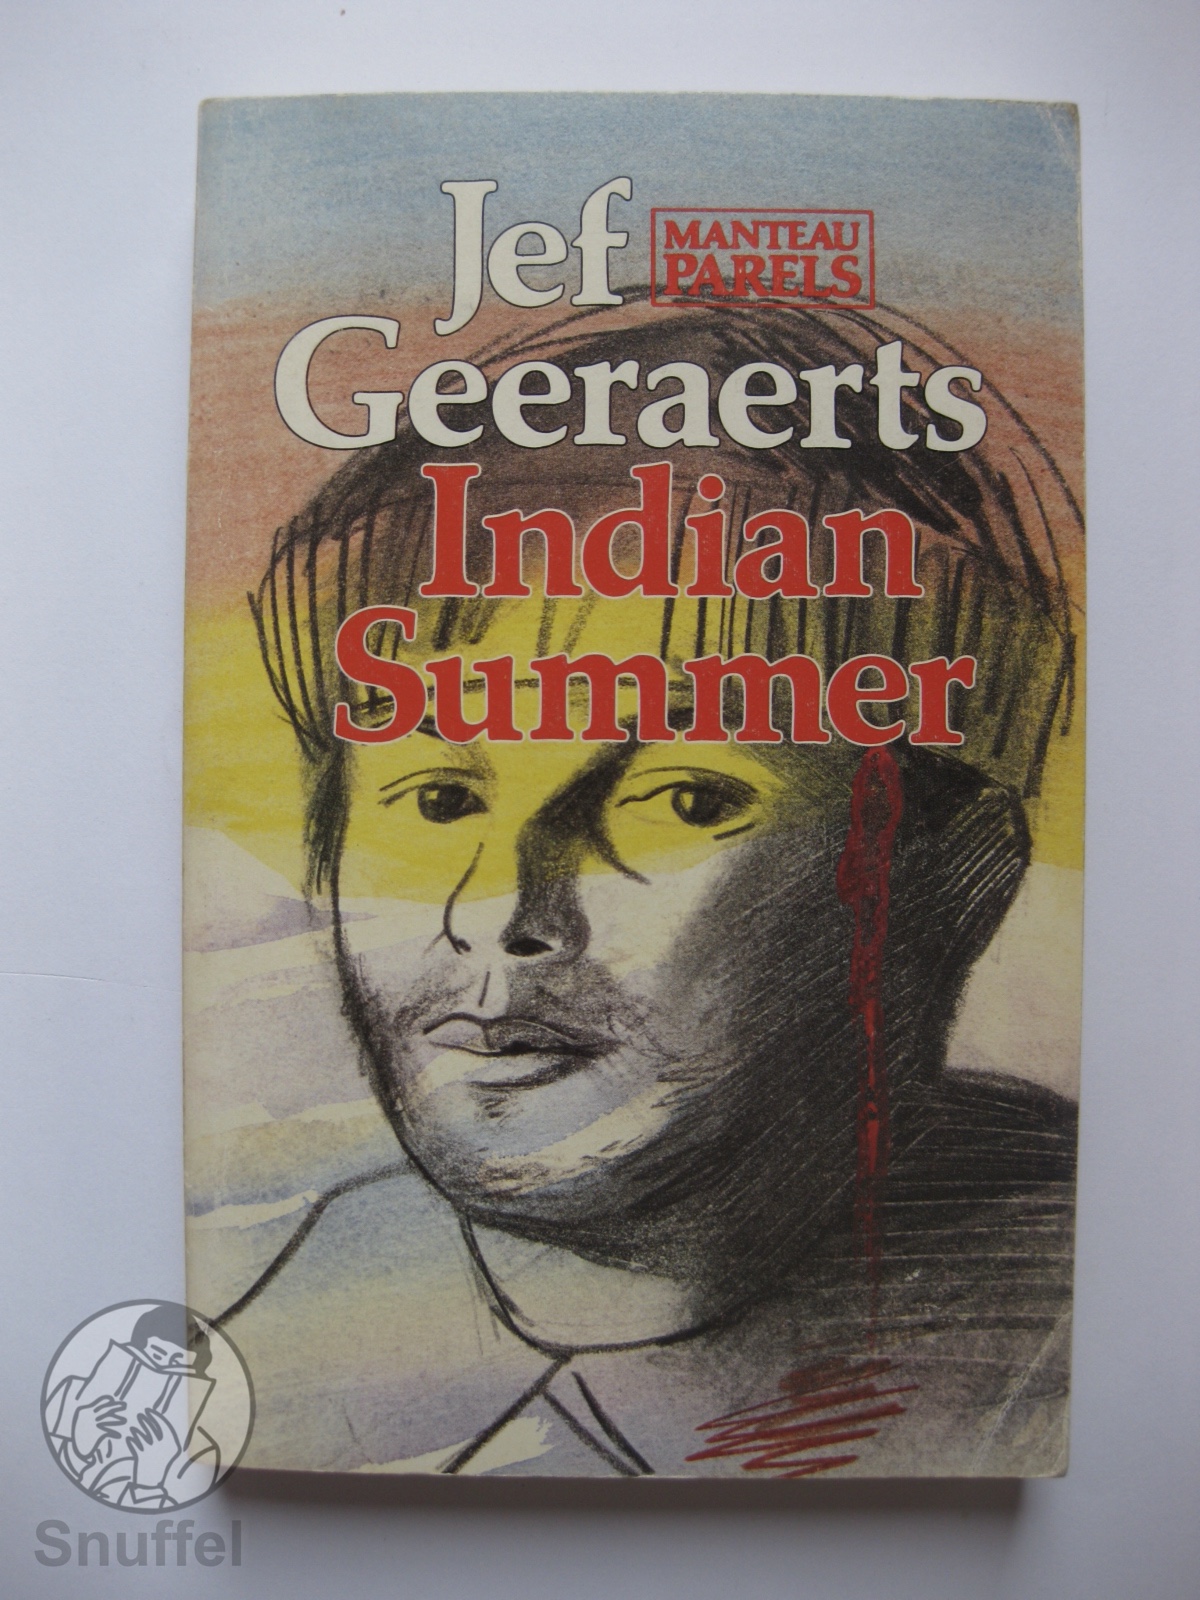 Jef
MANTEAU
PARELS
Geeraerts
Indian
Summer
Snuffel